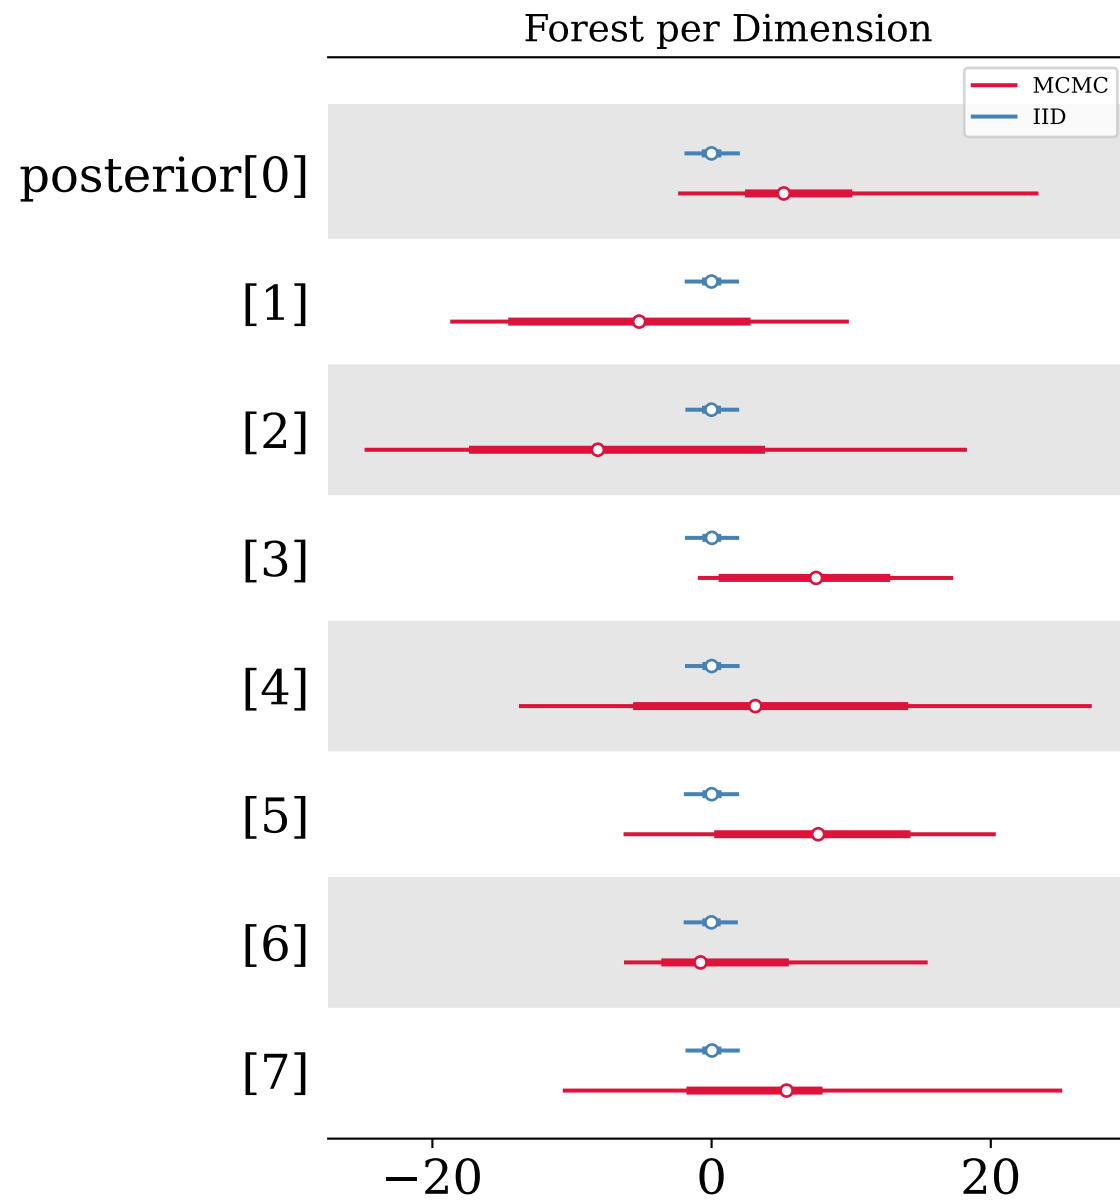 Forest per Dimension
MCMC
IID
posterior[0]
[1]
[2]
[3]
[4]
[5]
[6]
[7]
−20 0 20